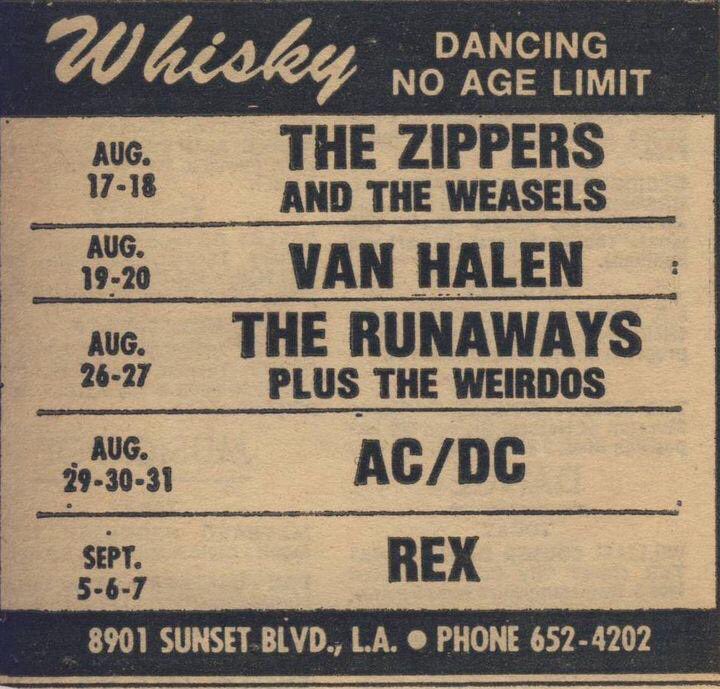 Whisky
DANCING
NO AGE LIMIT
AUG.
17-18
THE ZIPPERS
AND THE WEASELS
AUG.
19-20
VAN HALEN
AUG.
26-27
THE RUNAWAYS
PLUS THE WEIRDOS
AUG.
29-30-31
AC/DC
SEPT.
5-6-7
REX
8901 SUNSET BLVD., L.A. ● PHONE 652-4202